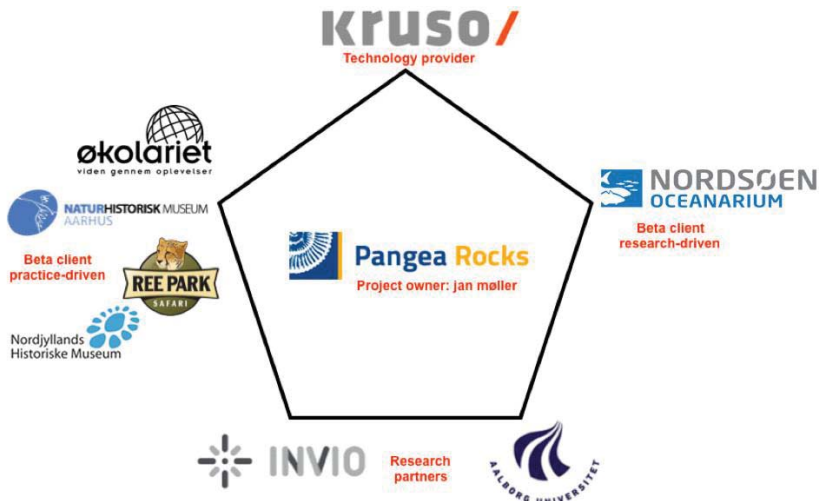 kruso/
Technology provider
økolariet
viden gennem oplevelser
NATURHISTORISK MUSEUM
AARHUS
Beta client
practice-driven
REE PARK
SAFARI
Nordjyllands
Historiske Museum
Pangea Rocks
Project owner: jan møller
NORDSØEN
OCEANARIUM
Beta client
research-driven
INVIO
Research
partners
AALBORG UNIVERSITET